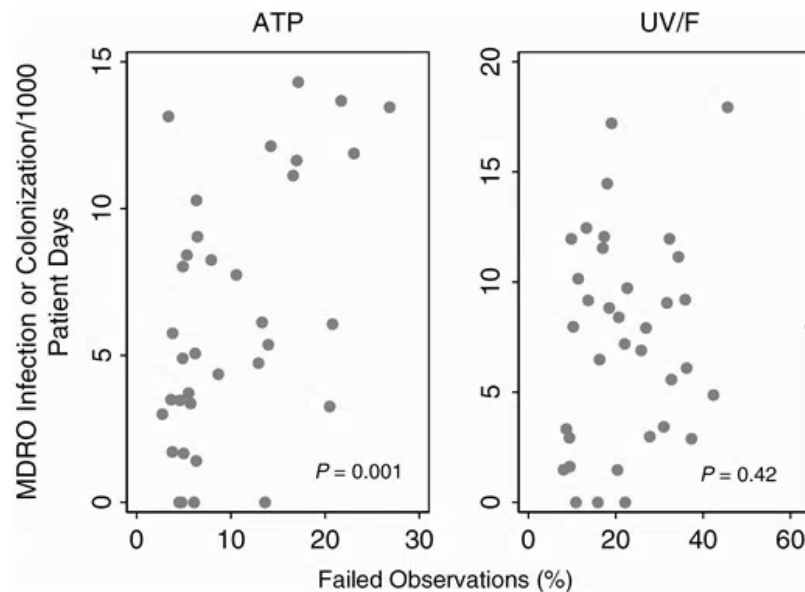 ATP
UV/F
MDRO Infection or Colonization/1000
Patient Days
15
10
5
0
P = 0.001
0
10
20
30
20
15
10
5
0
P = 0.42
0
20
40
60
Failed Observations (%)